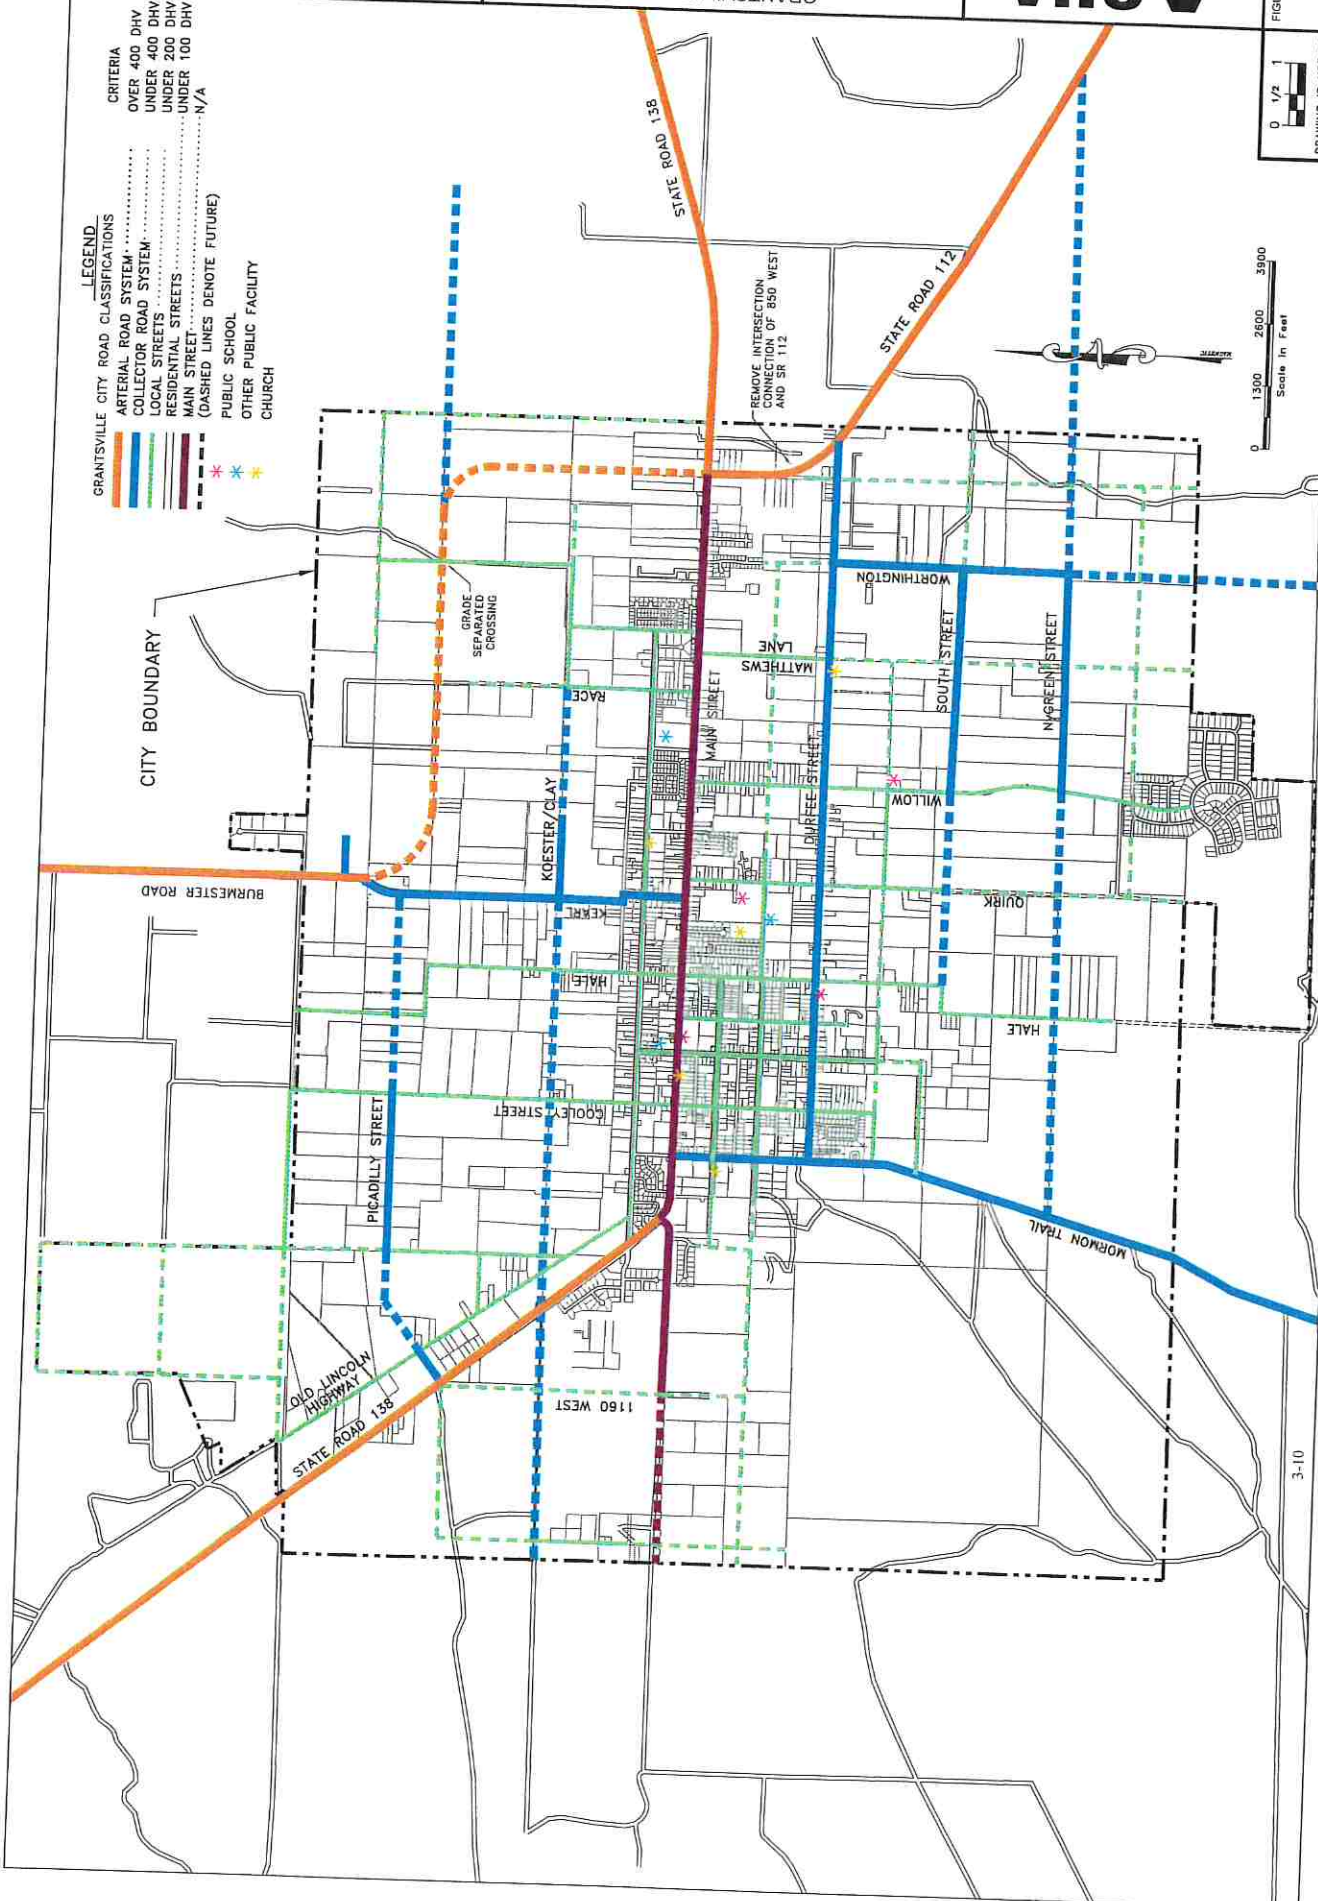 LEGEND
GRANTSVILLE CITY ROAD CLASSIFICATIONS
CRITERIA
ARTERIAL ROAD SYSTEM............ OVER 400 DHV
COLLECTOR ROAD SYSTEM............ UNDER 400 DHV
LOCAL STREETS............ UNDER 200 DHV
RESIDENTIAL STREETS............ UNDER 100 DHV
MAIN STREET............ N/A
(DASHED LINES DENOTE FUTURE)
PUBLIC SCHOOL
OTHER PUBLIC FACILITY
CHURCH
CITY BOUNDARY
STATE ROAD 138
REMOVE INTERSECTION
CONNECTION OF 850 WEST
AND SR 112
STATE ROAD 112
GRADE
SEPARATED
CROSSING
BURMESTER ROAD
KOESTER/CLAY
RACE
MATTHEWS
LANE
MAIN STREET
WORTHINGTON
SOUTH STREET
N.GREEN STREET
DURFEE STREET
WILLOW
QUIRK
KEARL
HALE
HALE
COOLEY STREET
PICADILLY STREET
OLD LINCOLN
HIGHWAY
STATE ROAD 138
1160 WEST
MORMON TRAIL
0 1300 2600 3900
Scale In Feet
0 1/2 1
3-10